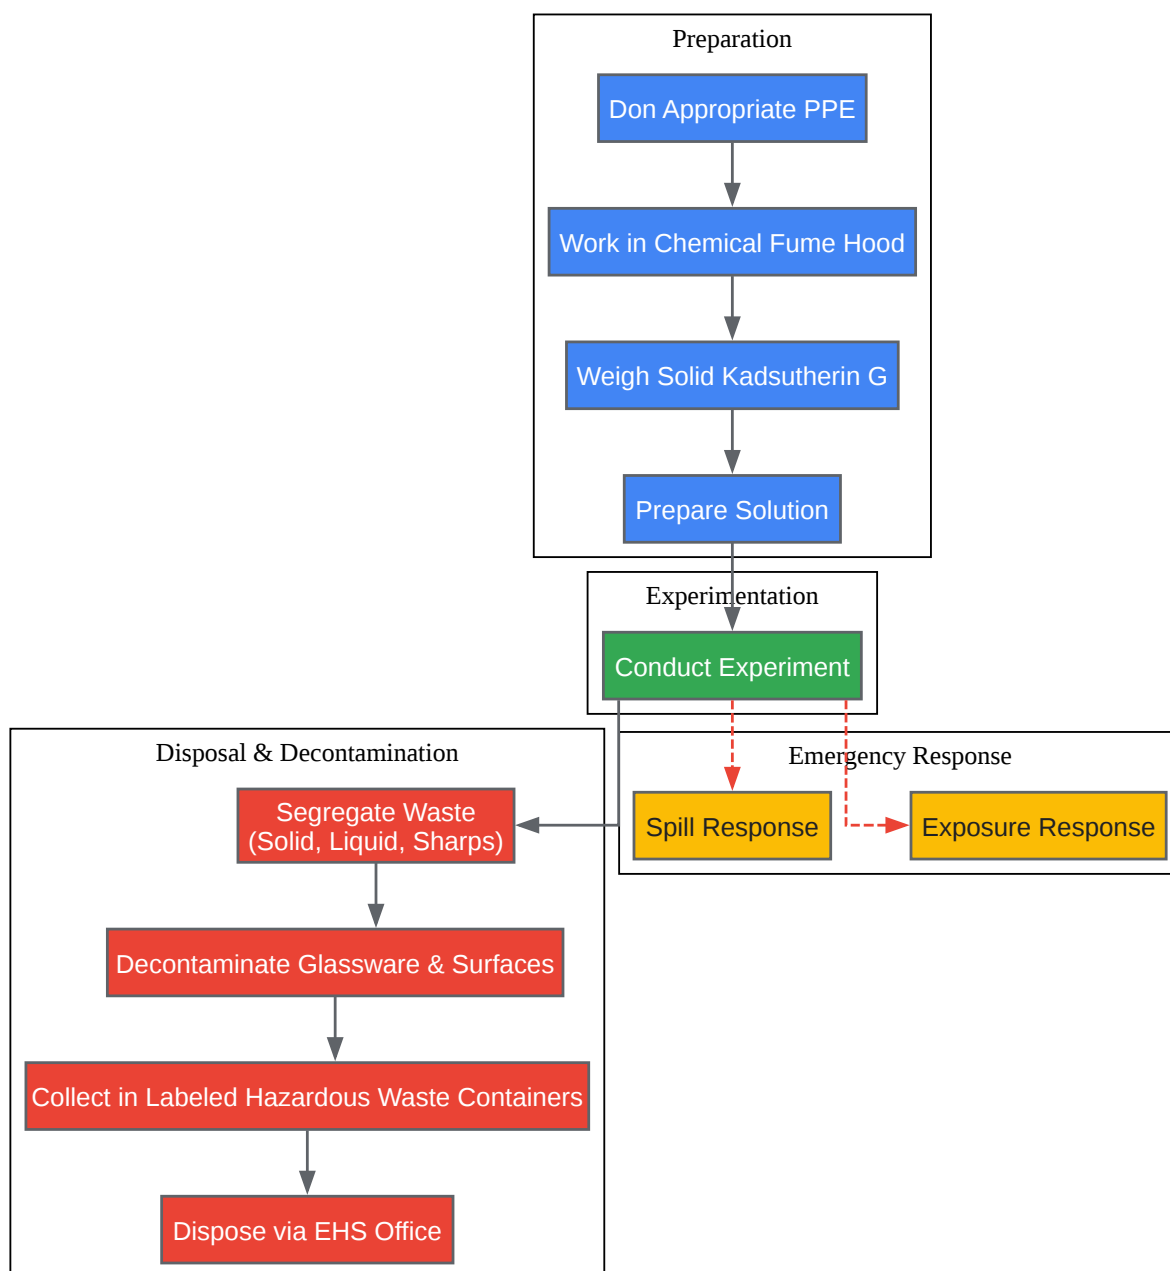 Preparation
Don Appropriate PPE
Work in Chemical Fume Hood
Weigh Solid Kadsutherin G
Prepare Solution
Experimentation
Conduct Experiment
Disposal & Decontamination
Segregate Waste
(Solid, Liquid, Sharps)
Decontaminate Glassware & Surfaces
Collect in Labeled Hazardous Waste Containers
Dispose via EHS Office
Emergency Response
Spill Response
Exposure Response